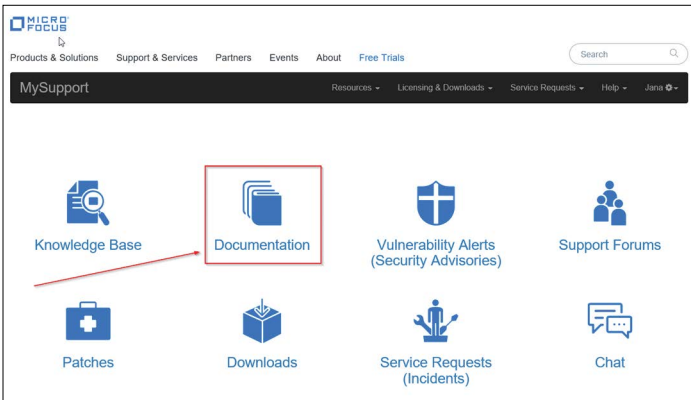 MICRO
FOCUS
Products & Solutions Support & Services Partners Events About Free Trials Search
MySupport Resources Licensing & Downloads Service Requests Help Jana
Knowledge Base Documentation Vulnerability Alerts Support Forums
(Security Advisories)
Patches Downloads Service Requests Chat
(Incidents)